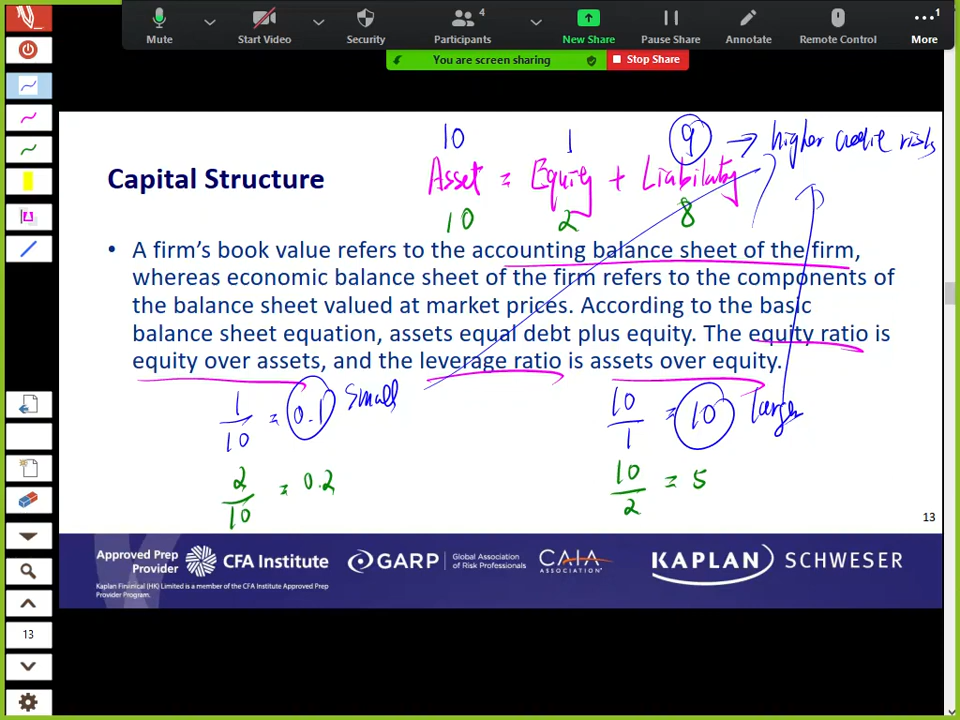 4
1
Mute
Start Video
Security
Participants
New Share
Pause Share
Annotate
Remote Control
More
You are screen sharing
Stop Share
10 1 9 → higher credit risks
Capital Structure
Asset = Equity + Liability
10 2 8
• A firm's book value refers to the accounting balance sheet of the firm,
whereas economic balance sheet of the firm refers to the components of
the balance sheet valued at market prices. According to the basic
balance sheet equation, assets equal debt plus equity. The equity ratio is
equity over assets, and the leverage ratio is assets over equity.
1/10 = 0.1 small
10/1 = 10 larger
2/10 = 0.2
10/2 = 5
13
Approved Prep
Provider
CFA Institute
GARP
Global Association
of Risk Professionals
CAIA
ASSOCIATION
KAPLAN SCHWESER
Kaplan Finimical (HK) Limited is a member of the CFA Institute Approved Prep
Provider Program.
13